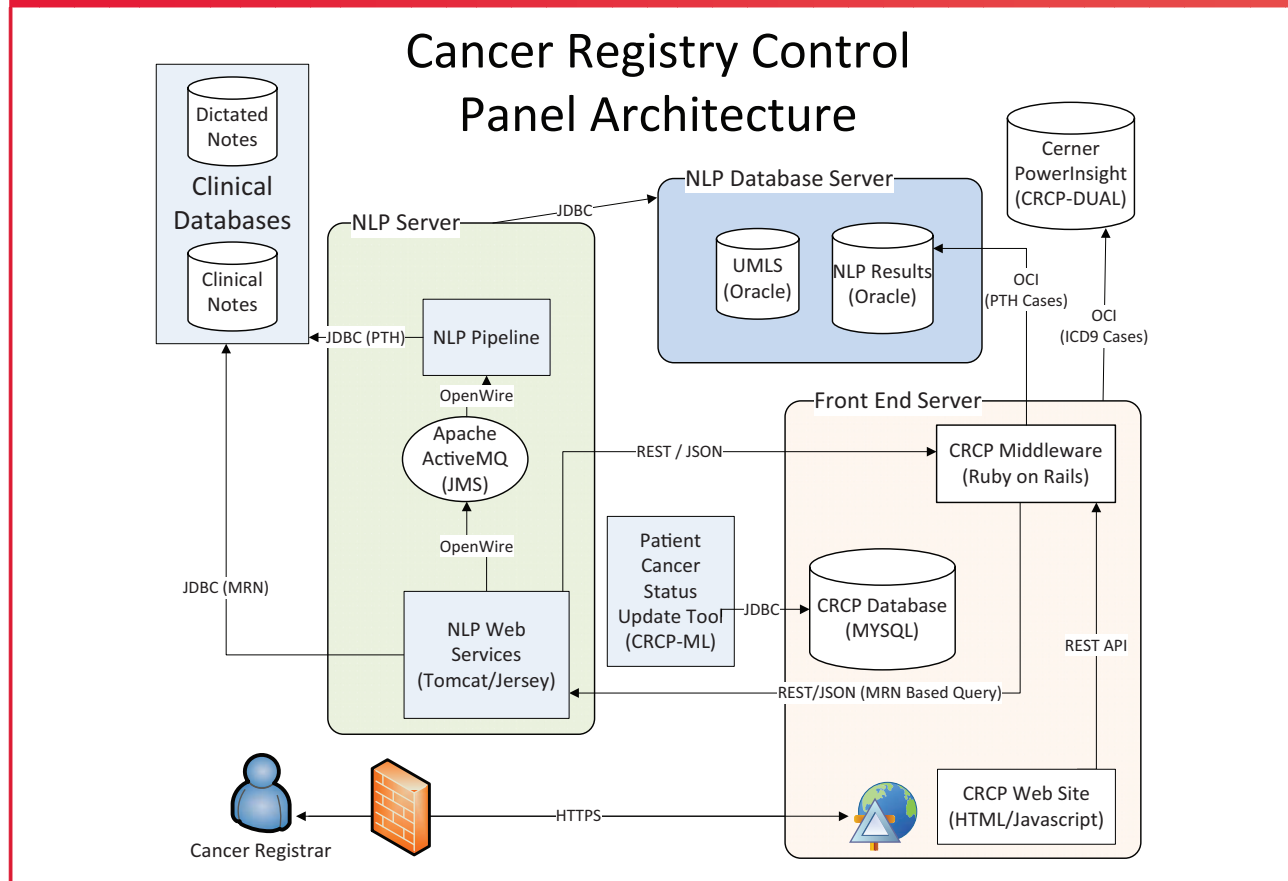 Cancer Registry Control
Panel Architecture
Dictated
Notes
Clinical
Databases
Clinical
Notes
NLP Server
JDBC
NLP Database Server
UMLS
(Oracle)
NLP Results
(Oracle)
Cerner
PowerInsight
(CRCP-DUAL)
OCI
(PTH Cases)
OCI
(ICD9 Cases)
JDBC (PTH)
NLP Pipeline
OpenWire
Apache
ActiveMQ
(JMS)
OpenWire
JDBC (MRN)
NLP Web
Services
(Tomcat/Jersey)
REST / JSON
Front End Server
CRCP Middleware
(Ruby on Rails)
Patient
Cancer
Status
Update Tool
(CRCP-ML)
JDBC
CRCP Database
(MYSQL)
REST API
REST/JSON (MRN Based Query)
CRCP Web Site
(HTML/Javascript)
HTTPS
Cancer Registrar